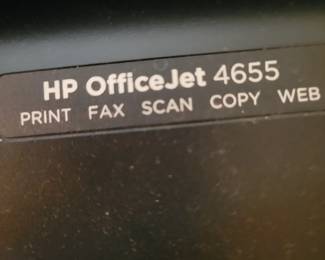 HP OfficeJet 4655
PRINT FAX SCAN COPY WEB